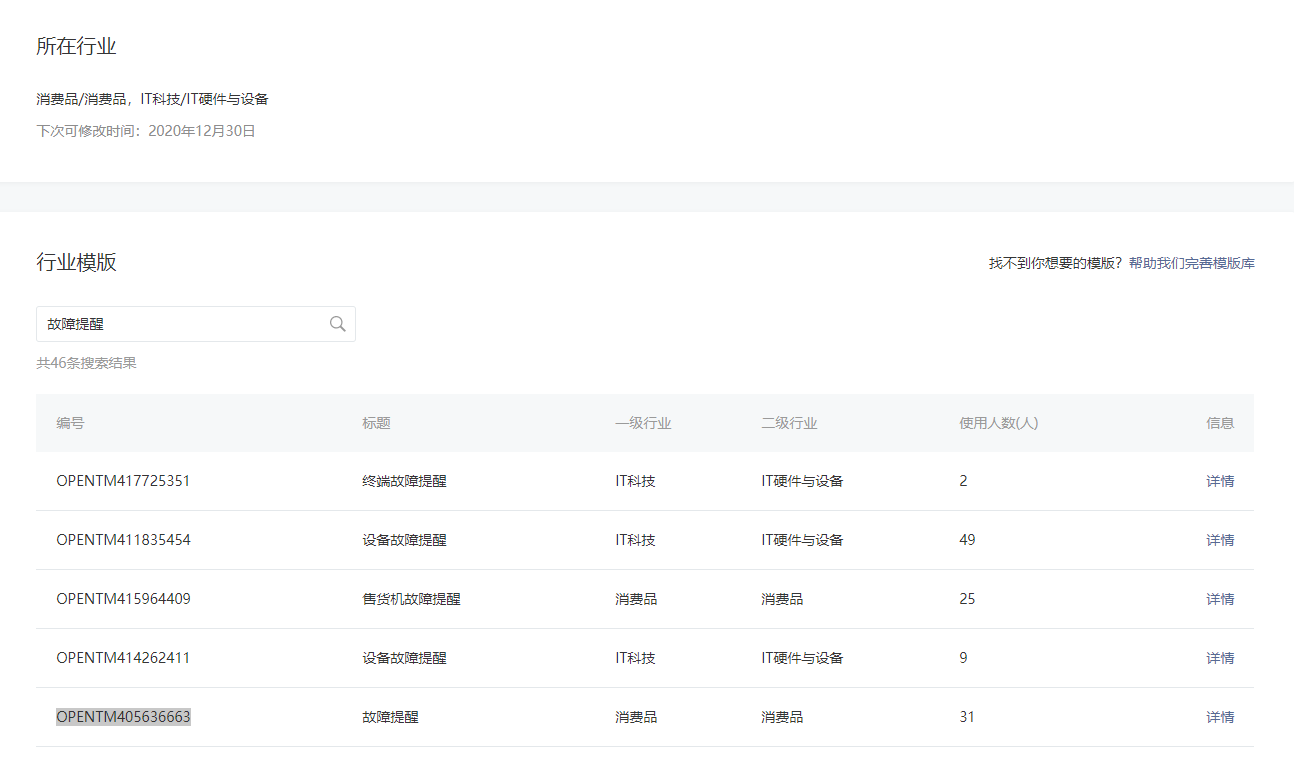 所在行业
消费品/消费品，IT科技/IT硬件与设备
下次可修改时间：2020年12月30日
行业模版
找不到你想要的模版？帮助我们完善模版库
故障提醒
共46条搜索结果
编号 标题 一级行业 二级行业 使用人数(人) 信息
OPENTM417725351 终端故障提醒 IT科技 IT硬件与设备 2 详情
OPENTM411835454 设备故障提醒 IT科技 IT硬件与设备 49 详情
OPENTM415964409 售货机故障提醒 消费品 消费品 25 详情
OPENTM414262411 设备故障提醒 IT科技 IT硬件与设备 9 详情
OPENTM405636663 故障提醒 消费品 消费品 31 详情